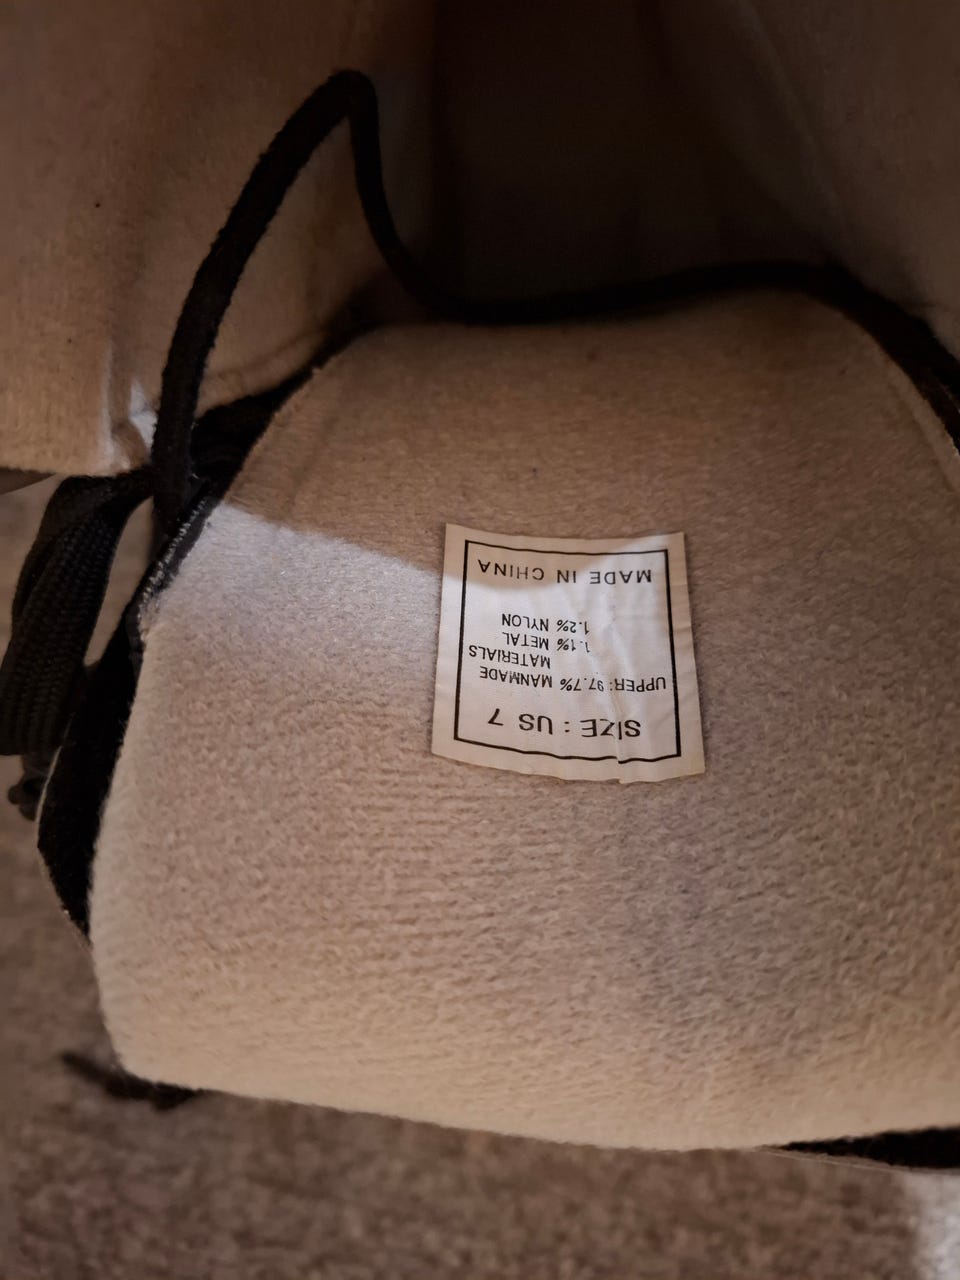 SIZE : US 7
UPPER: 97.7% MANMADE
MATERIALS
1.1% METAL
1.2% NYLON
MADE IN CHINA